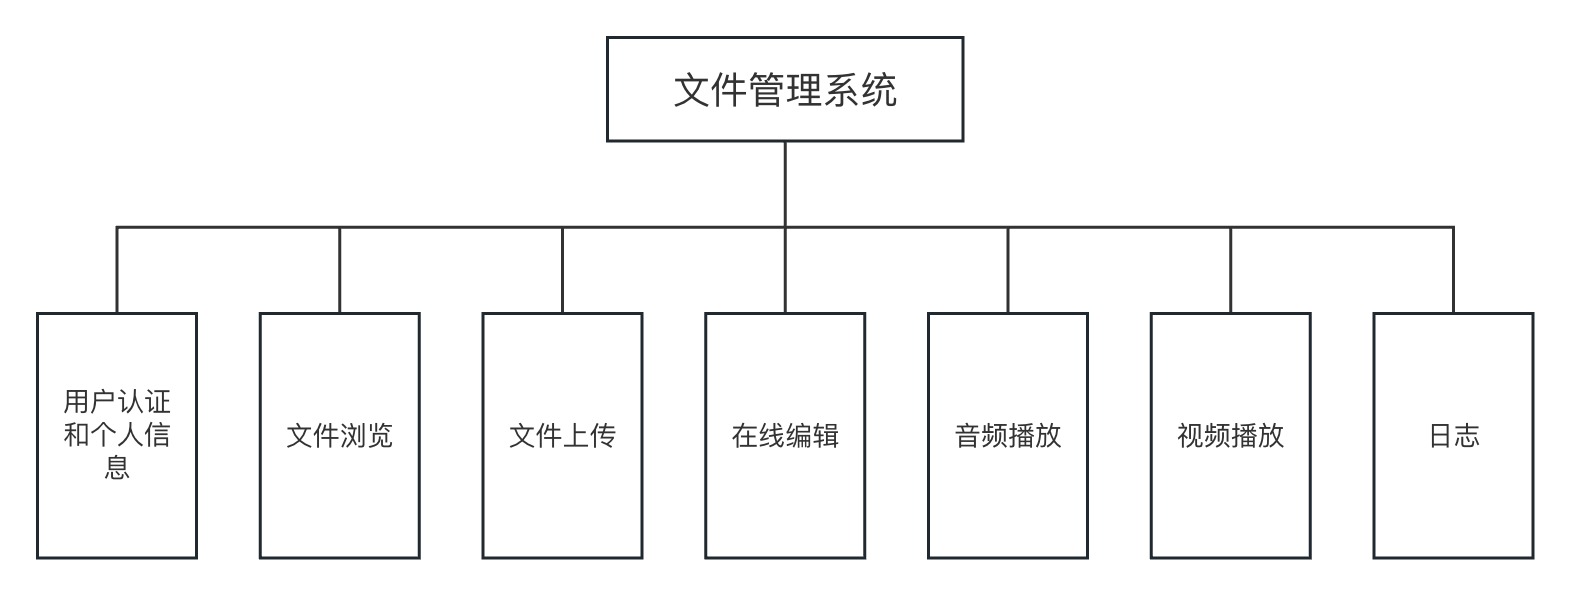 文件管理系统
用户认证
和个人信
息
文件浏览
文件上传
在线编辑
音频播放
视频播放
日志